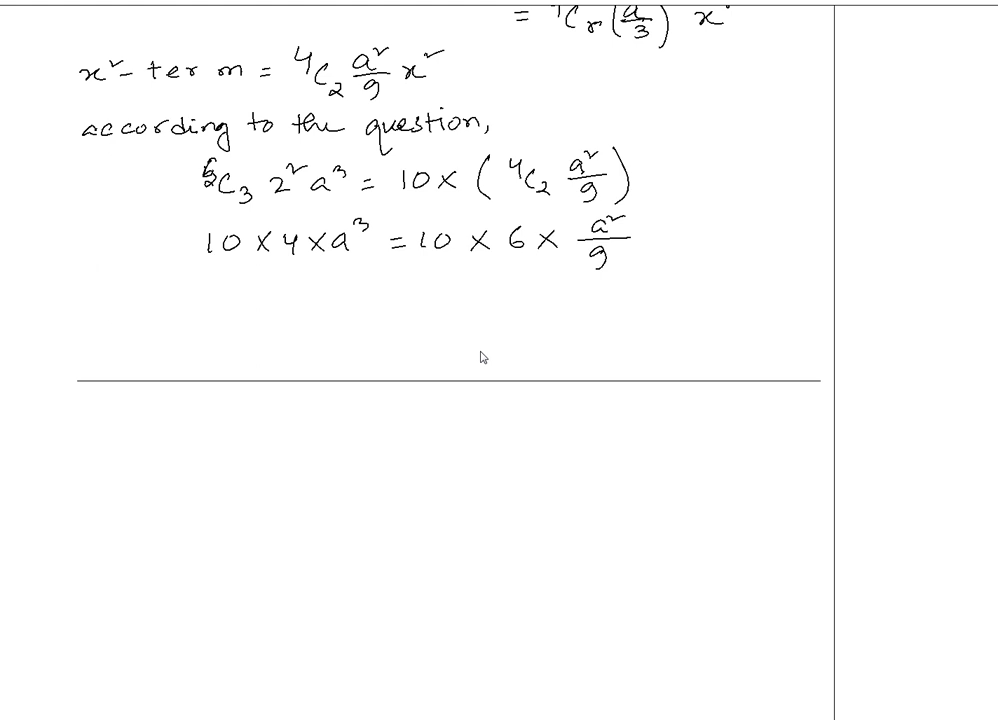 = ⁴Cᵣ (a/3) x
x² - term = ⁴C₂ a²/9 x²
according to the question,
⁵C₃ 2² a³ = 10 × ( ⁴C₂ a²/9 )
10 × 4 × a³ = 10 × 6 × a²/9